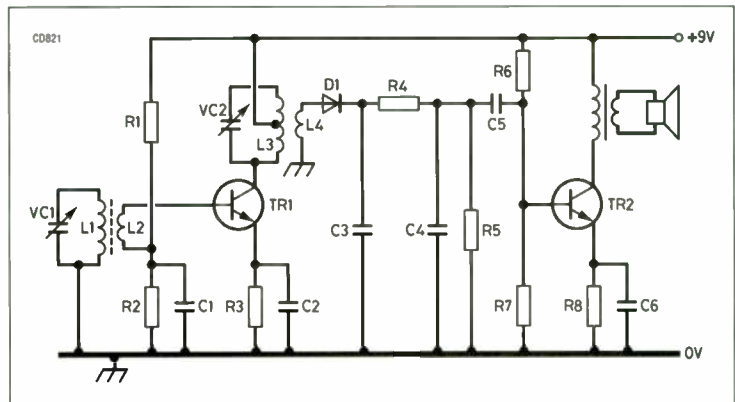 CD821
+9V
R1
VC2
L3
L4
D1
R4
C5
R6
VC1
L1
L2
TR1
TR2
C3
C4
R5
R2
C1
R3
C2
R7
R8
C6
0V